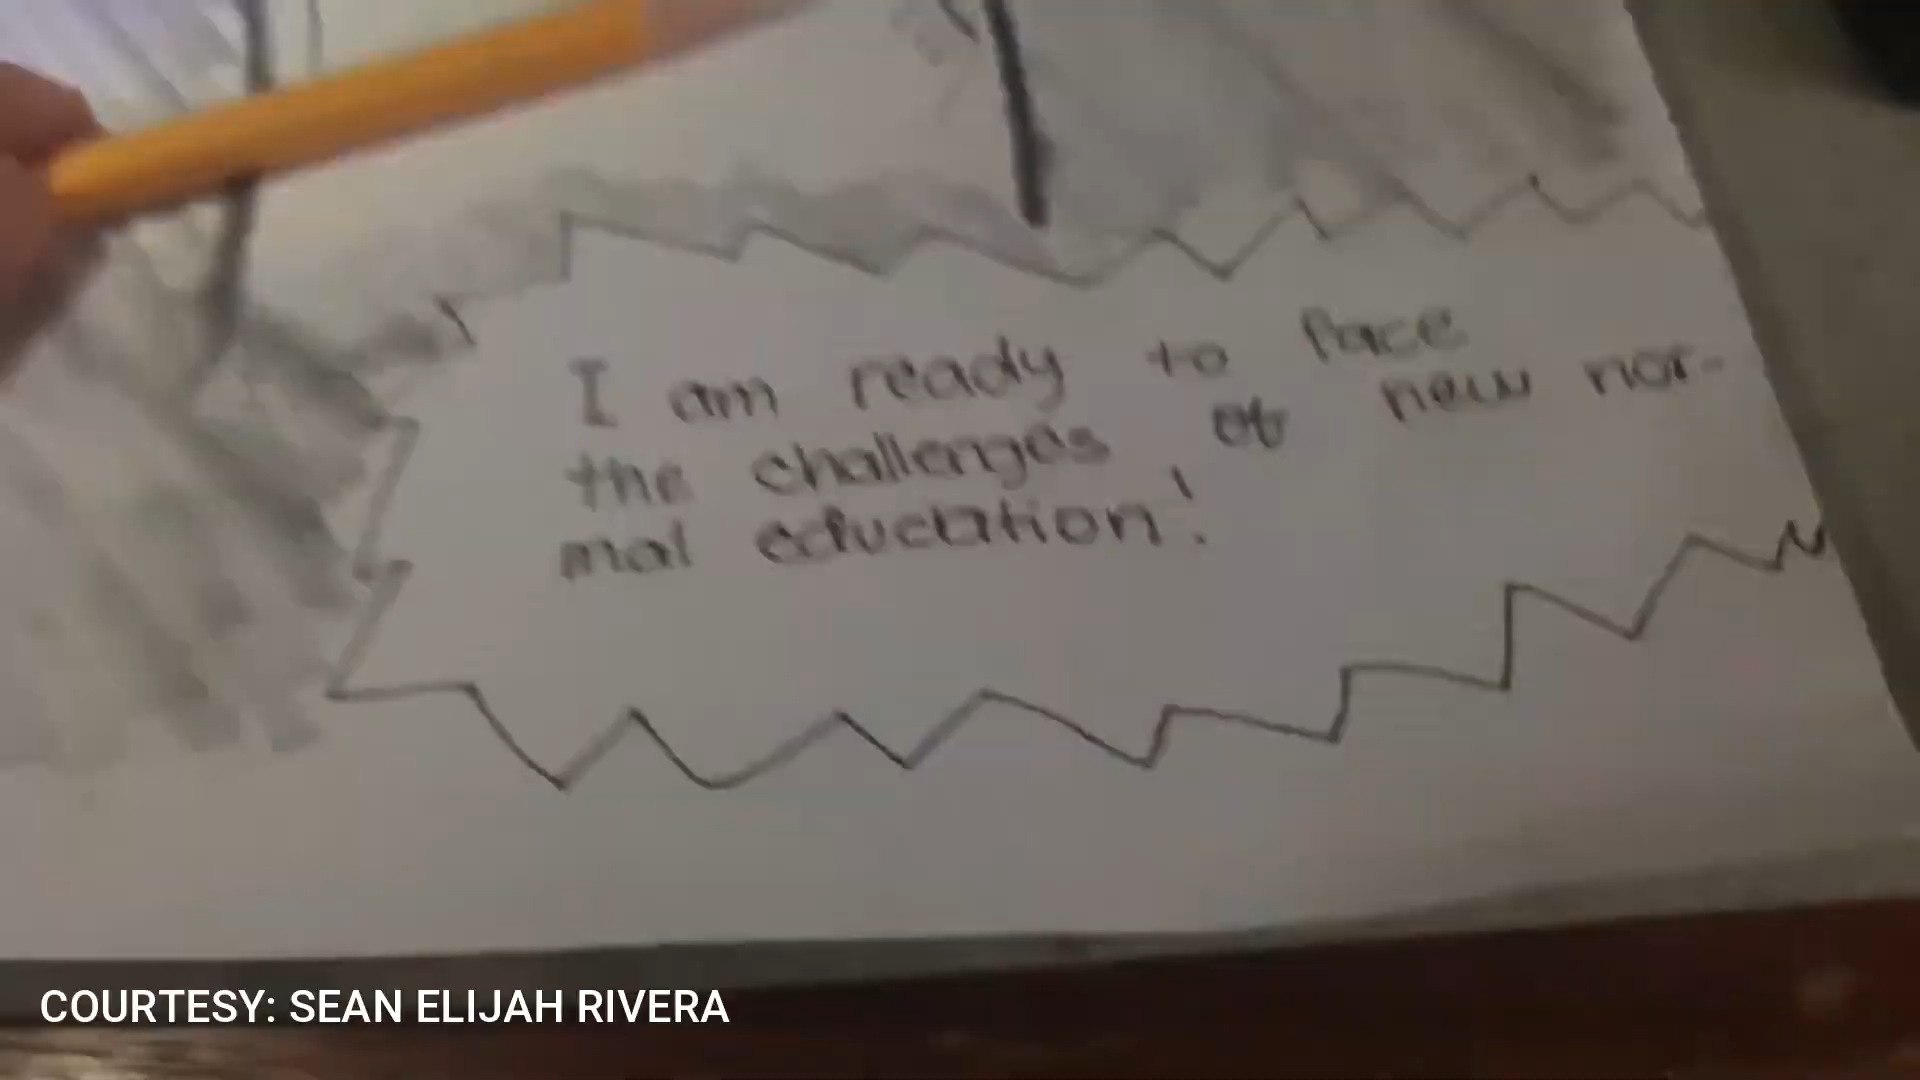 I am ready to face
the challenges of new nor-
mal education!
COURTESY: SEAN ELIJAH RIVERA